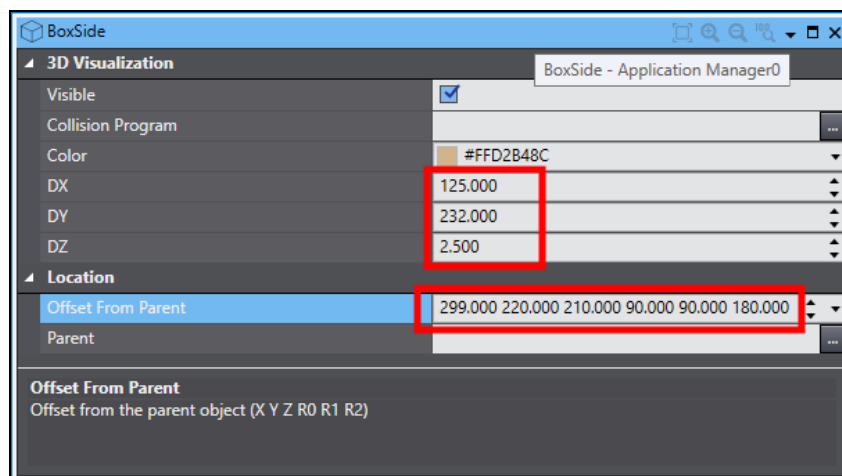 BoxSide
3D Visualization
BoxSide - Application Manager0
Visible
Collision Program
...
Color #FFD2B48C
DX 125.000
DY 232.000
DZ 2.500
Location
Offset From Parent 299.000 220.000 210.000 90.000 90.000 180.000
Parent
...
Offset From Parent
Offset from the parent object (X Y Z R0 R1 R2)